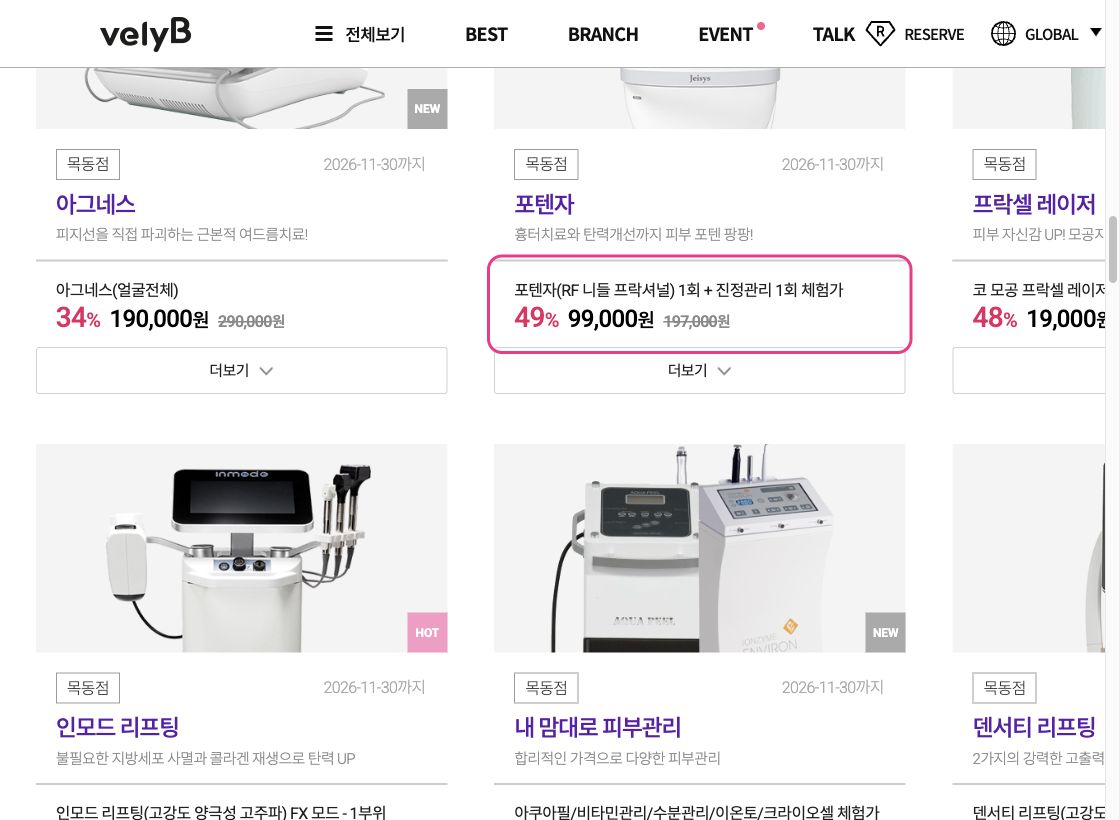 velyB
전체보기
BEST
BRANCH
EVENT
TALK
RESERVE
GLOBAL
Jeisys
NEW
목동점
2026-11-30까지
아그네스
피지선을 직접 파괴하는 근본적 여드름치료!
아그네스(얼굴전체)
34% 190,000원 290,000원
더보기
목동점
2026-11-30까지
포텐자
흉터치료와 탄력개선까지 피부 포텐 팡팡!
포텐자(RF 니들 프락셔널) 1회 + 진정관리 1회 체험가
49% 99,000원 197,000원
더보기
목동점
프락셀 레이저
피부 자신감 UP! 모공지
코 모공 프락셀 레이저
48% 19,000원
inmode
HOT
목동점
2026-11-30까지
인모드 리프팅
불필요한 지방세포 사멸과 콜라겐 재생으로 탄력 UP
인모드 리프팅(고강도 양극성 고주파) FX 모드 - 1부위
AQUA PEEL
AQUA PEEL
IONZYME
ENVIRON
NEW
목동점
2026-11-30까지
내 맘대로 피부관리
합리적인 가격으로 다양한 피부관리
아쿠아필/비타민관리/수분관리/이온토/크라이오셀 체험가
목동점
덴서티 리프팅
2가지의 강력한 고출력
덴서티 리프팅(고강도